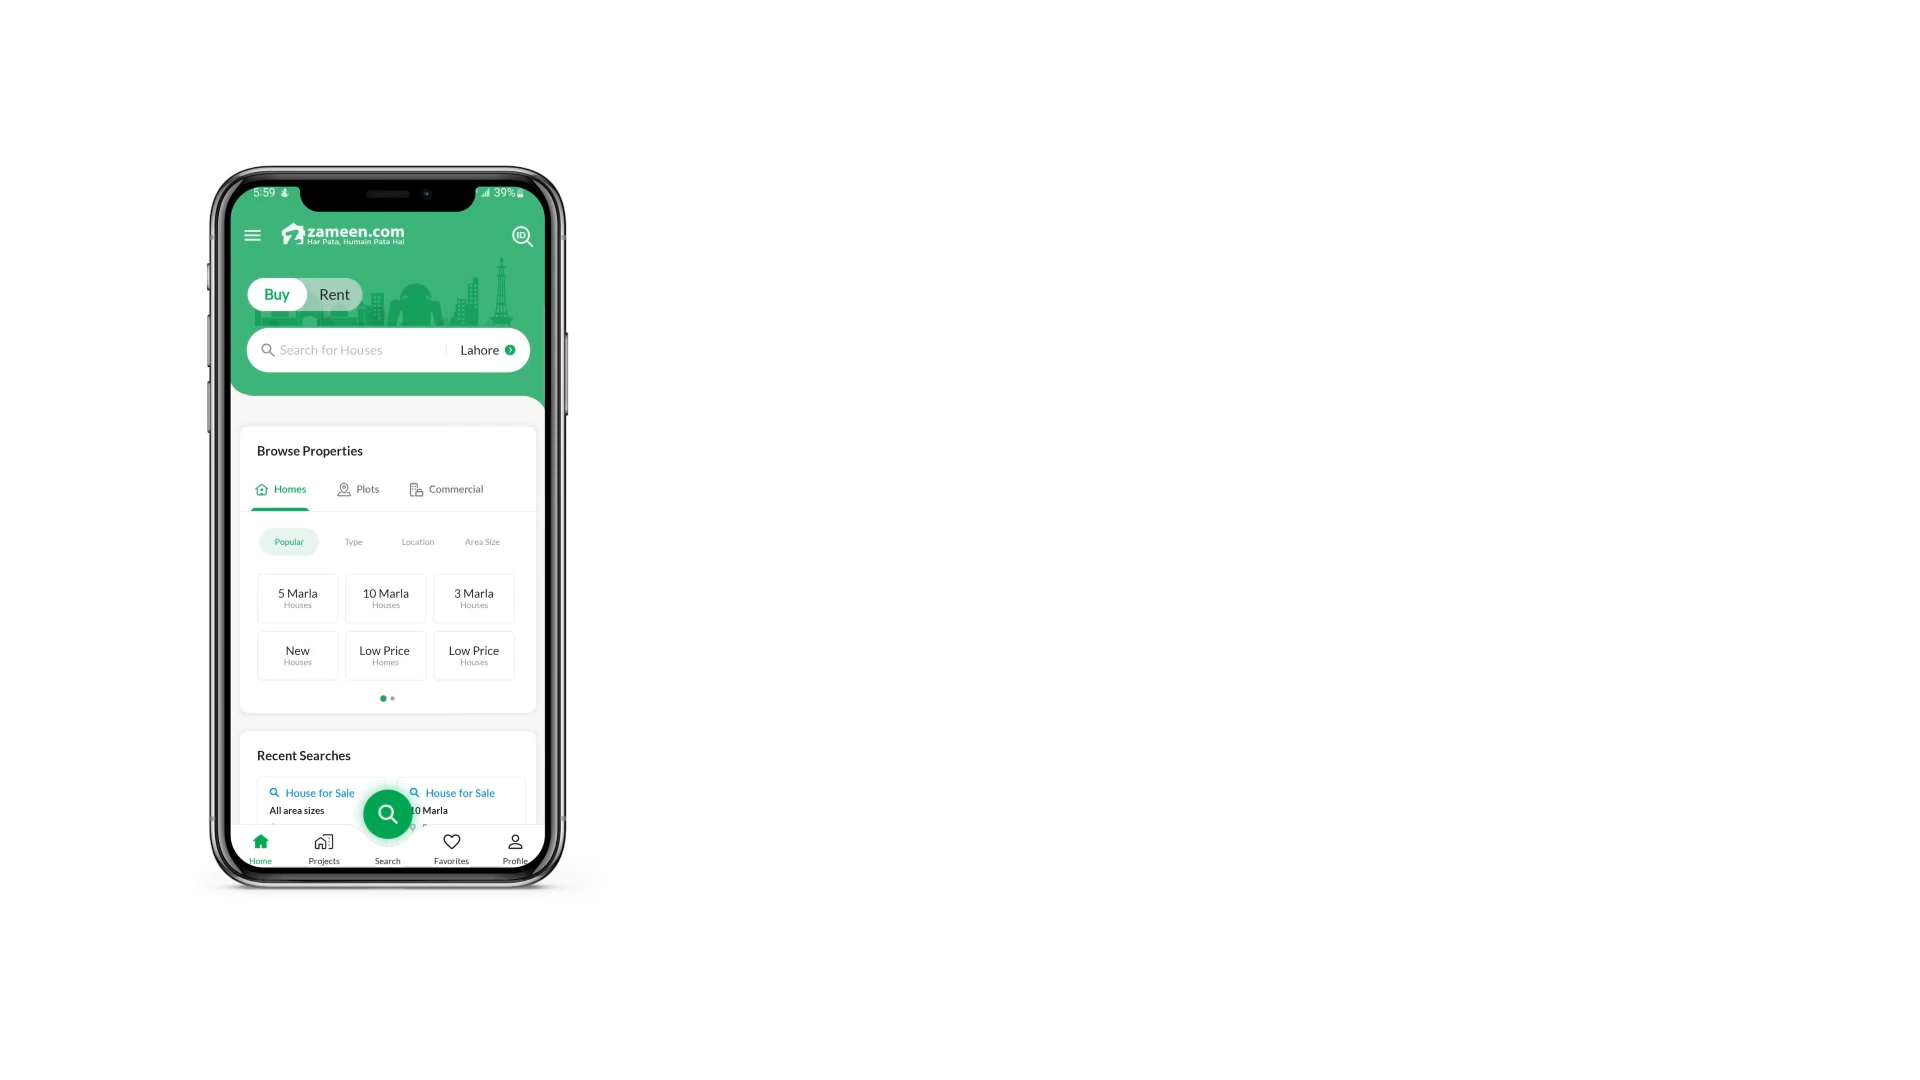 5:59
39%
zameen.com
Har Pata, Humain Pata Hai
ID
Buy
Rent
Search for Houses
Lahore
Browse Properties
Homes
Plots
Commercial
Popular
Type
Location
Area Size
5 Marla
Houses
10 Marla
Houses
3 Marla
Houses
New
Houses
Low Price
Homes
Low Price
Houses
Recent Searches
House for Sale
All area sizes
House for Sale
10 Marla
Home
Projects
Search
Favorites
Profile